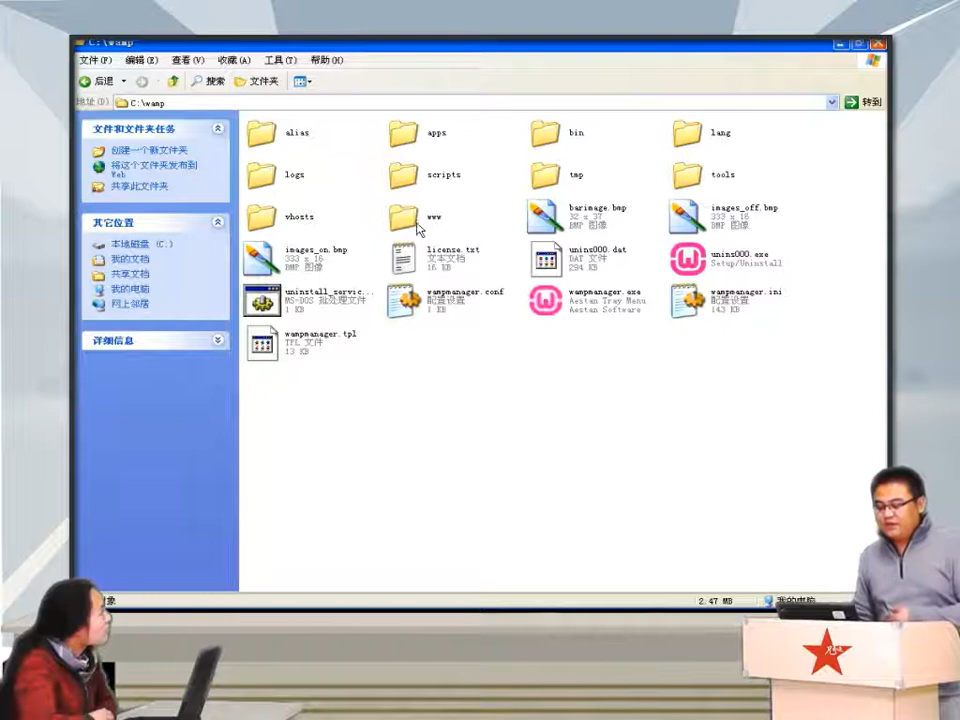 C:\wamp
文件(F) 编辑(E) 查看(V) 收藏(A) 工具(T) 帮助(H)
后退 搜索 文件夹
地址(D) C:\wamp 转到
文件和文件夹任务
创建一个新文件夹
将这个文件夹发布到
Web
共享此文件夹
其它位置
本地磁盘 (C:)
我的文档
共享文档
我的电脑
网上邻居
详细信息
alias
apps
bin
lang
logs
scripts
tmp
tools
vhosts
www
barimage.bmp
32 x 37
BMP 图像
images_off.bmp
333 x 16
BMP 图像
images_on.bmp
333 x 16
BMP 图像
license.txt
文本文档
16 KB
unins000.dat
DAT 文件
294 KB
unins000.exe
Setup/Uninstall
uninstall_servic...
MS-DOS 批处理文件
1 KB
wampmanager.conf
配置设置
1 KB
wampmanager.exe
Aestan Tray Menu
Aestan Software
wampmanager.ini
配置设置
143 KB
wampmanager.tpl
TPL 文件
13 KB
对象
2.47 MB
我的电脑